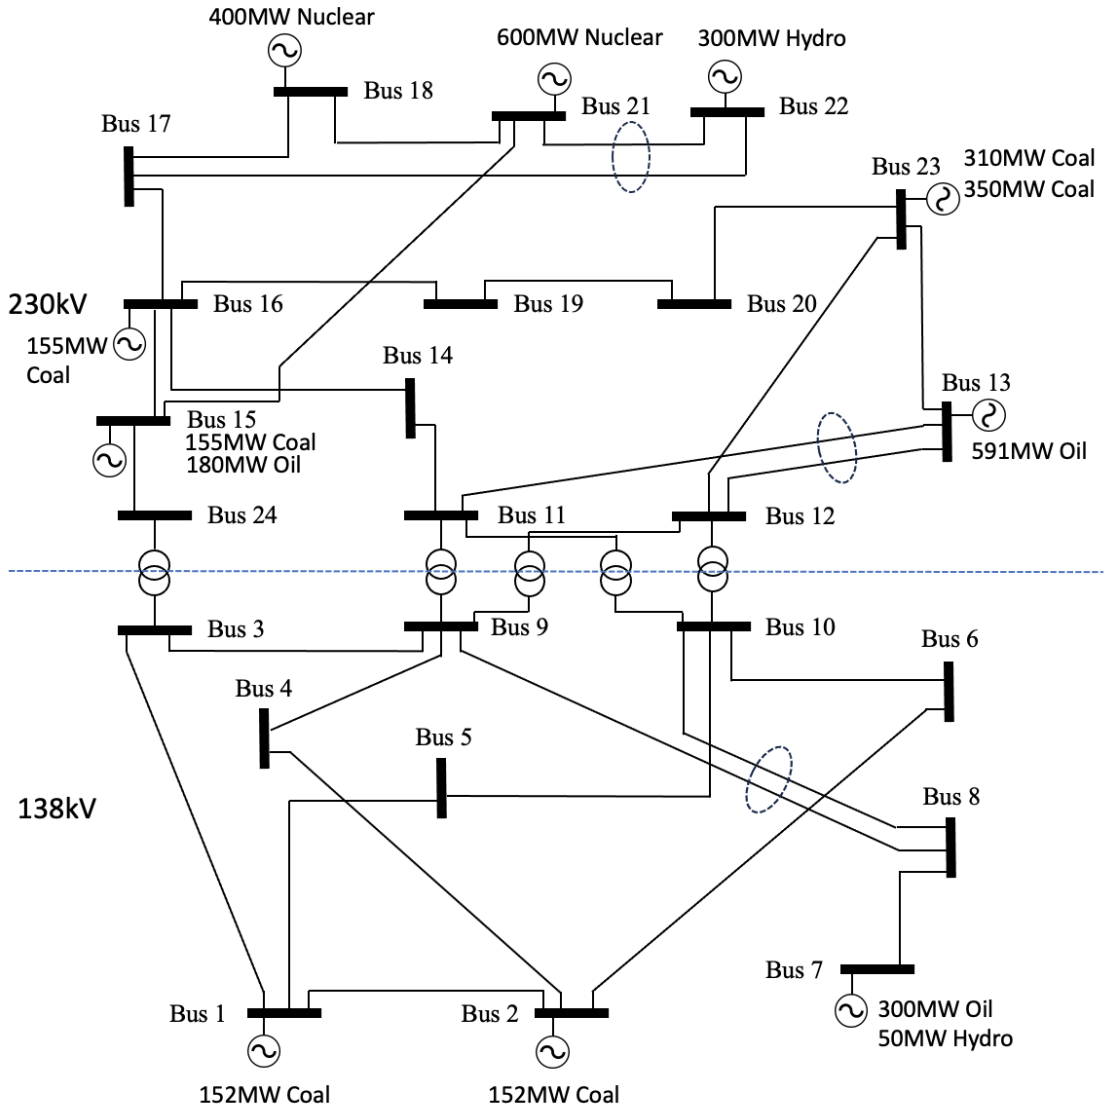 400MW Nuclear
600MW Nuclear
300MW Hydro
Bus 18
Bus 21
Bus 22
Bus 17
Bus 23
310MW Coal
350MW Coal
230kV
Bus 16
Bus 19
Bus 20
155MW
Coal
Bus 14
Bus 13
591MW Oil
Bus 15
155MW Coal
180MW Oil
Bus 24
Bus 11
Bus 12
Bus 3
Bus 9
Bus 10
Bus 6
Bus 4
Bus 5
138kV
Bus 8
Bus 7
300MW Oil
50MW Hydro
Bus 1
Bus 2
152MW Coal
152MW Coal